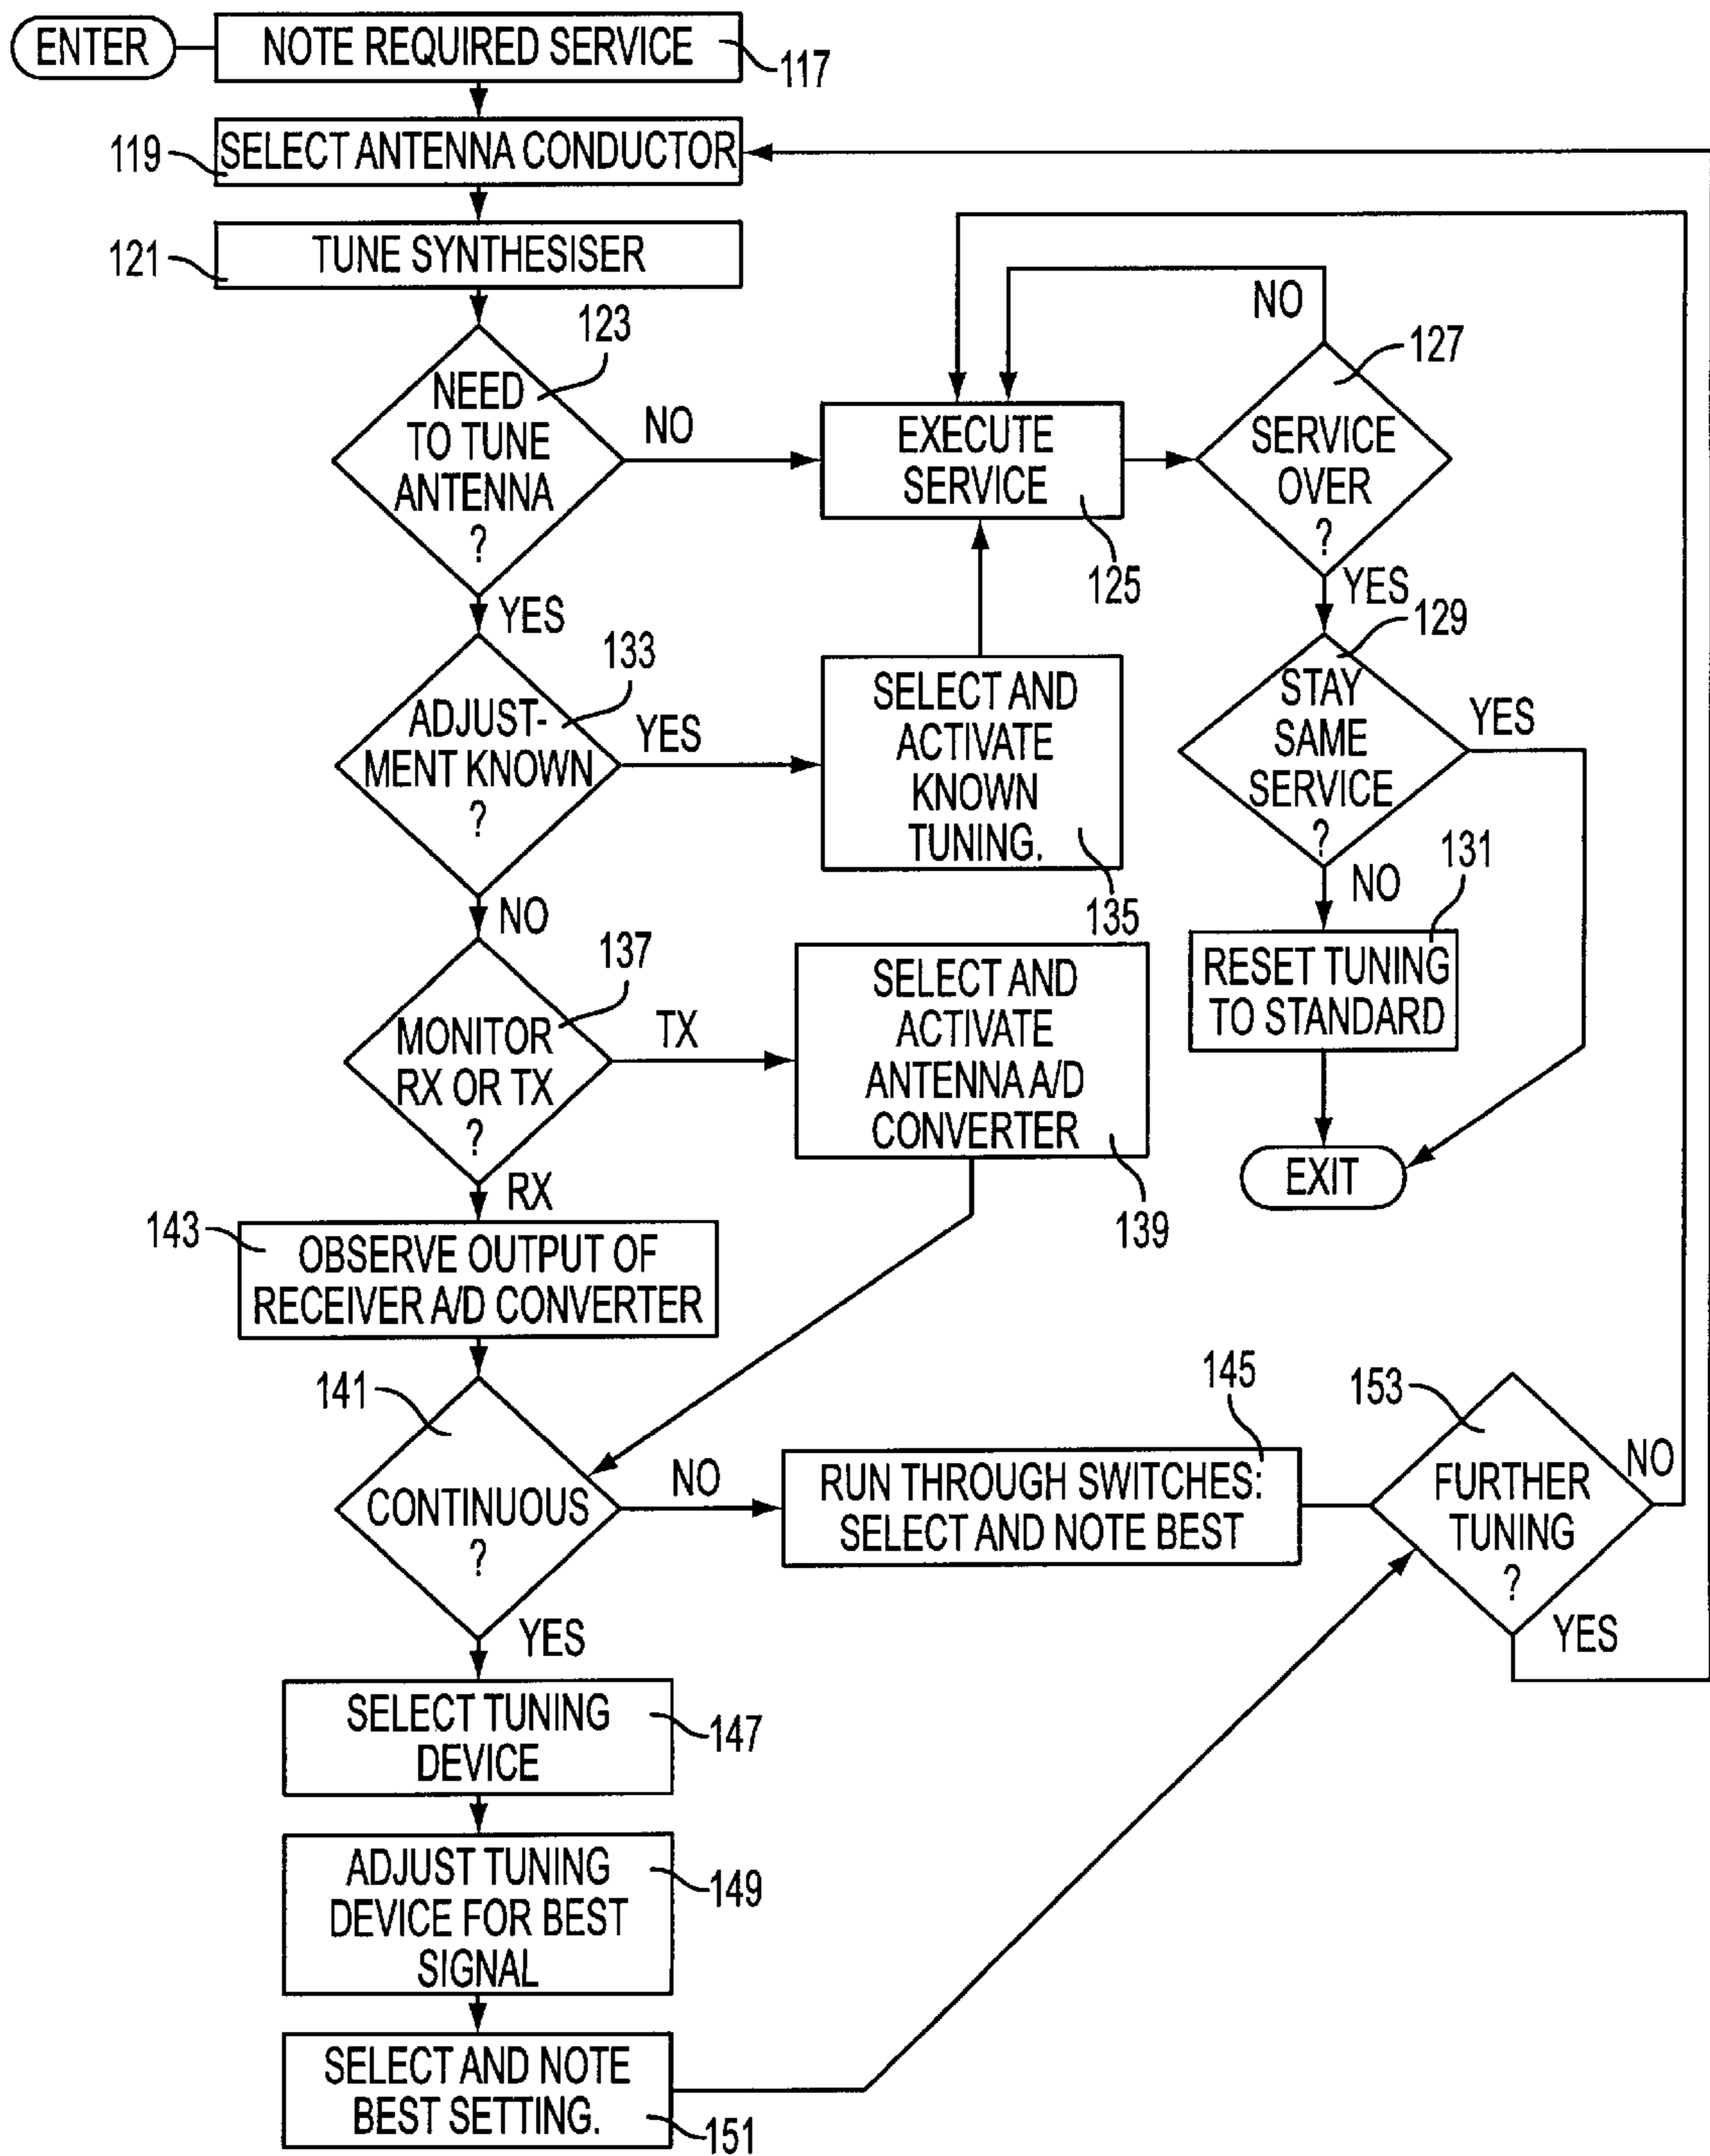 ENTER
NOTE REQUIRED SERVICE
117
119
SELECT ANTENNA CONDUCTOR
121
TUNE SYNTHESISER
123
NEED
TO TUNE
ANTENNA
?
NO
YES
EXECUTE
SERVICE
125
NO
127
SERVICE
OVER
?
YES
129
STAY
SAME
SERVICE
?
YES
NO
131
RESET TUNING
TO STANDARD
EXIT
133
ADJUST-
MENT KNOWN
?
YES
NO
SELECT AND
ACTIVATE
KNOWN
TUNING.
135
137
MONITOR
RX OR TX
?
TX
RX
SELECT AND
ACTIVATE
ANTENNA A/D
CONVERTER
139
143
OBSERVE OUTPUT OF
RECEIVER A/D CONVERTER
141
CONTINUOUS
?
NO
YES
145
RUN THROUGH SWITCHES:
SELECT AND NOTE BEST
153
FURTHER
TUNING
?
NO
YES
SELECT TUNING
DEVICE
147
ADJUST TUNING
DEVICE FOR BEST
SIGNAL
149
SELECT AND NOTE
BEST SETTING.
151